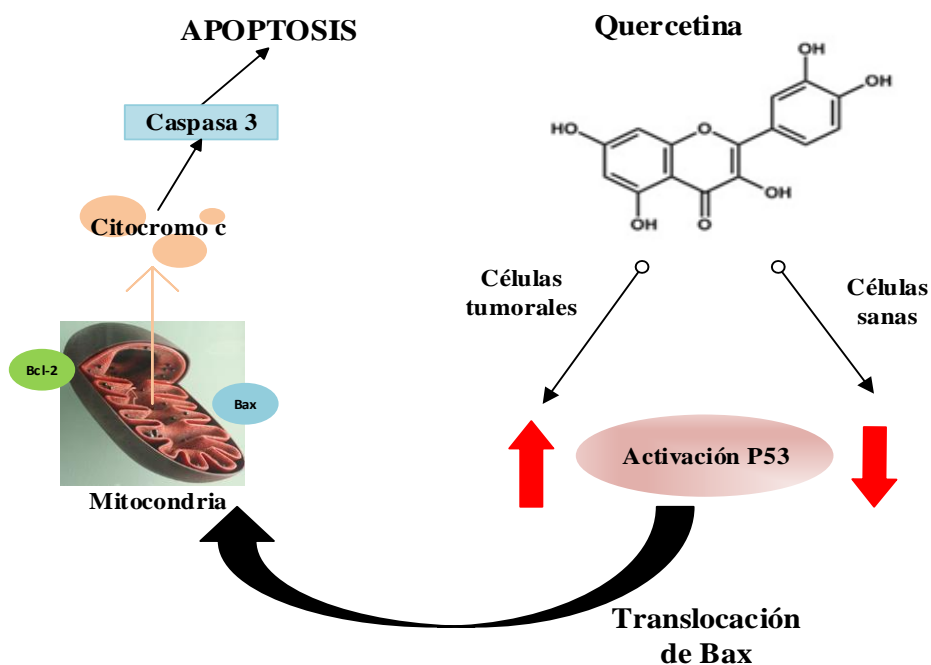 APOPTOSIS
Quercetina
OH
OH
HO
O
OH
OH
O
Caspasa 3
Citocromo c
Células
tumorales
Células
sanas
Bcl-2
Bax
Activación P53
Mitocondria
Translocación
de Bax